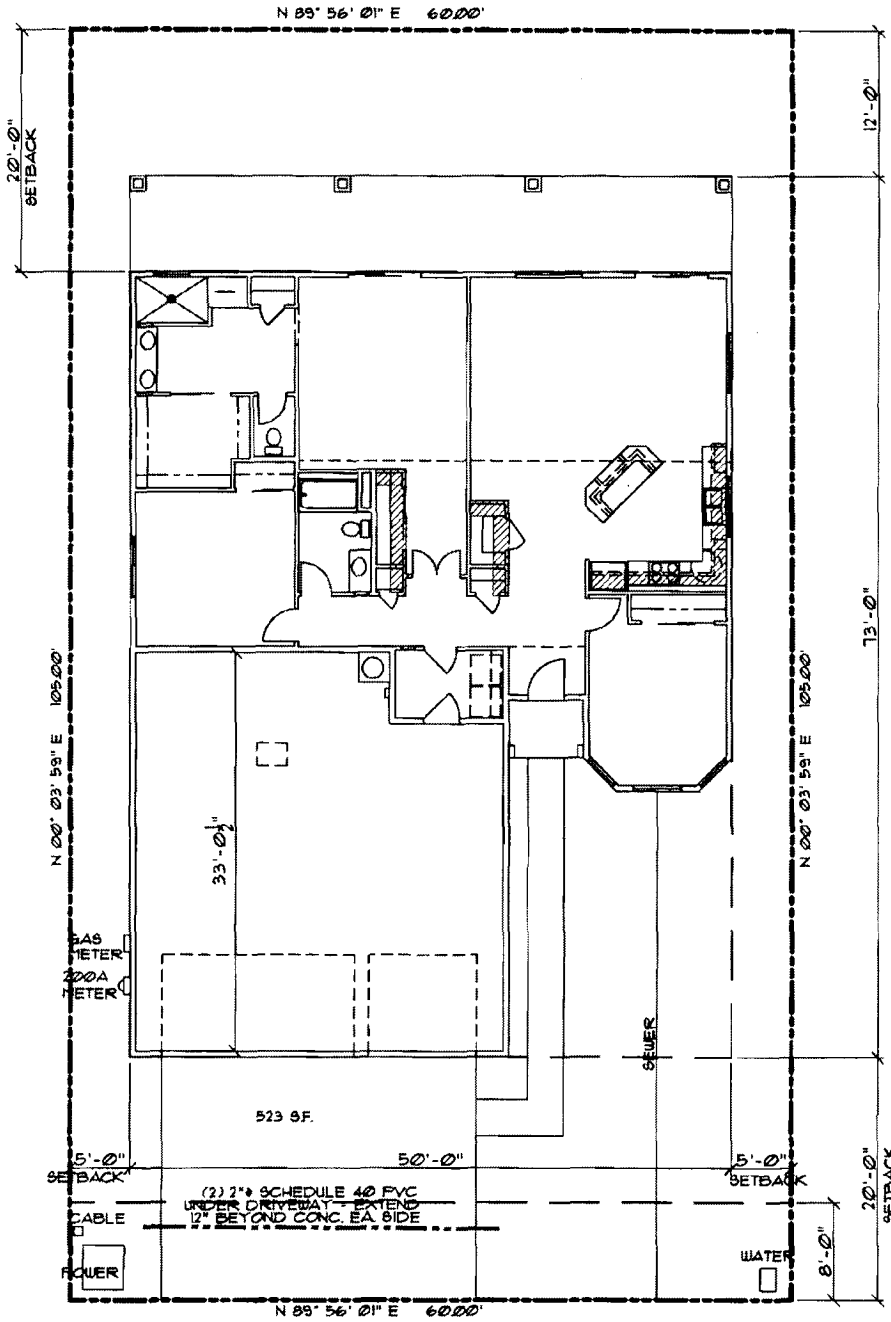 N 89° 56' 01" E 60.00'
20'-0"
SETBACK
12'-0"
73'-0"
N 00° 03' 59" E 105.00'
N 00° 03' 59" E 105.00'
33'-0½"
GAS
METER
200A
METER
SEWER
523 S.F.
5'-0"
SETBACK
50'-0"
5'-0"
SETBACK
20'-0"
SETBACK
(2) 2"ø SCHEDULE 40 PVC
UNDER DRIVEWAY - EXTEND
12" BEYOND CONC. EA. SIDE
CABLE
POWER
WATER
8'-0"
N 89° 56' 01" E 60.00'